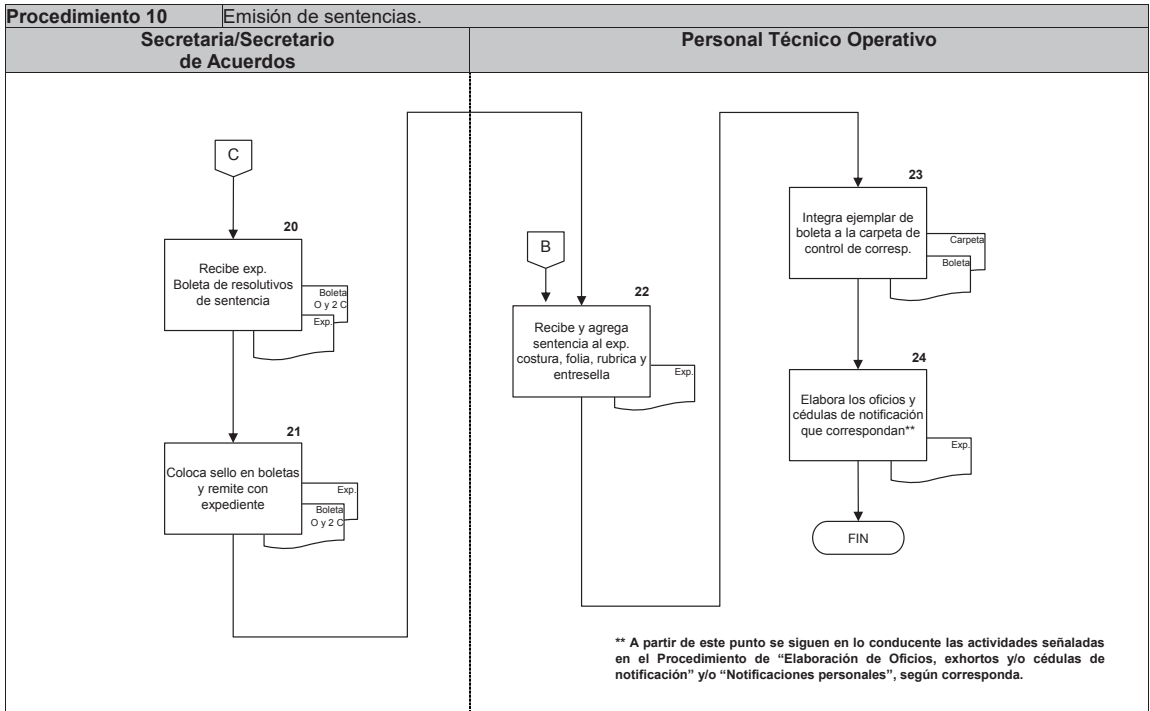 Procedimiento 10 Emisión de sentencias.
Secretaria/Secretario
de Acuerdos
Personal Técnico Operativo
C
20
Recibe exp.
Boleta de resolutivos
de sentencia
Boleta
O y 2 C
Exp.
21
Coloca sello en boletas
y remite con
expediente
Exp.
Boleta
O y 2 C
B
22
Recibe y agrega
sentencia al exp.
costura, folia, rubrica y
entresella
Exp.
23
Integra ejemplar de
boleta a la carpeta de
control de corresp.
Carpeta
Boleta
24
Elabora los oficios y
cédulas de notificación
que correspondan**
Exp.
FIN
** A partir de este punto se siguen en lo conducente las actividades señaladas
en el Procedimiento de “Elaboración de Oficios, exhortos y/o cédulas de
notificación” y/o “Notificaciones personales”, según corresponda.